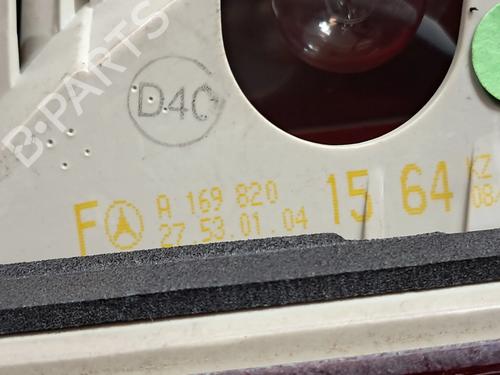 D4C
B-PARTS
F A 169 820 15 64 KZ
27.53.01.04 08/